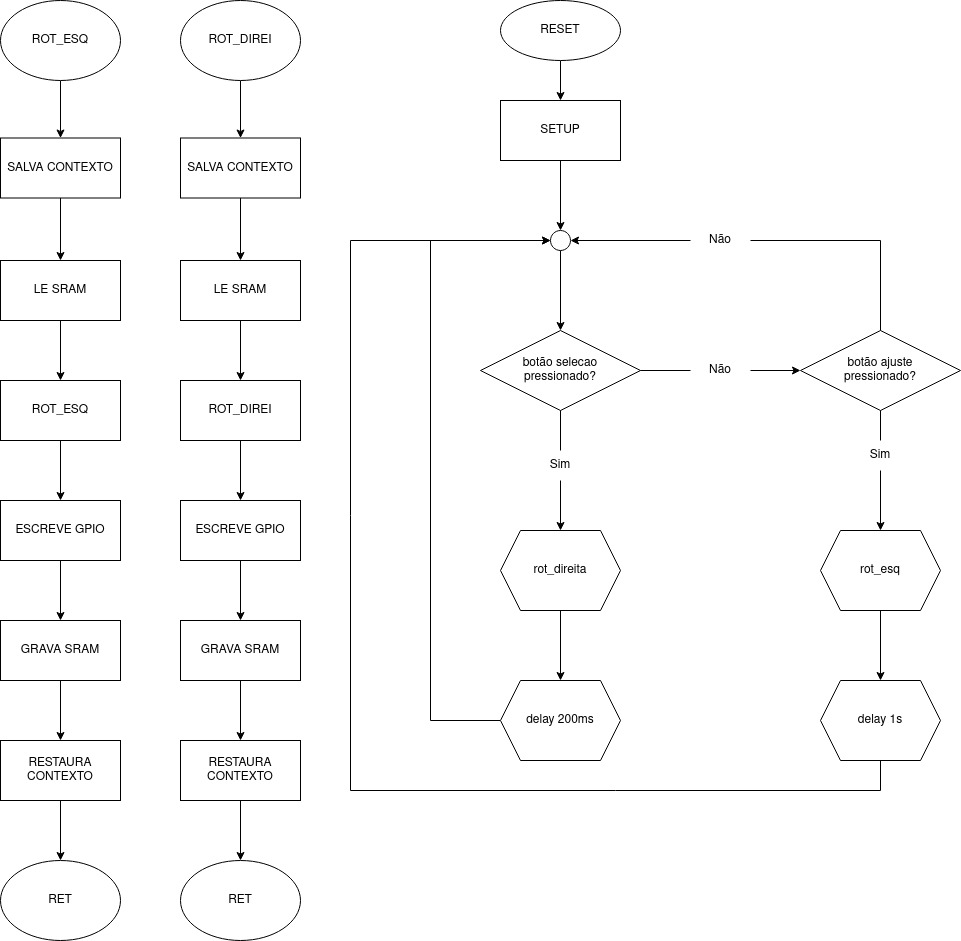 ROT_ESQ
SALVA CONTEXTO
LE SRAM
ROT_ESQ
ESCREVE GPIO
GRAVA SRAM
RESTAURA
CONTEXTO
RET
ROT_DIREI
SALVA CONTEXTO
LE SRAM
ROT_DIREI
ESCREVE GPIO
GRAVA SRAM
RESTAURA
CONTEXTO
RET
RESET
SETUP
Não
botão selecao
pressionado?
Não
botão ajuste
pressionado?
Sim
Sim
rot_direita
rot_esq
delay 200ms
delay 1s